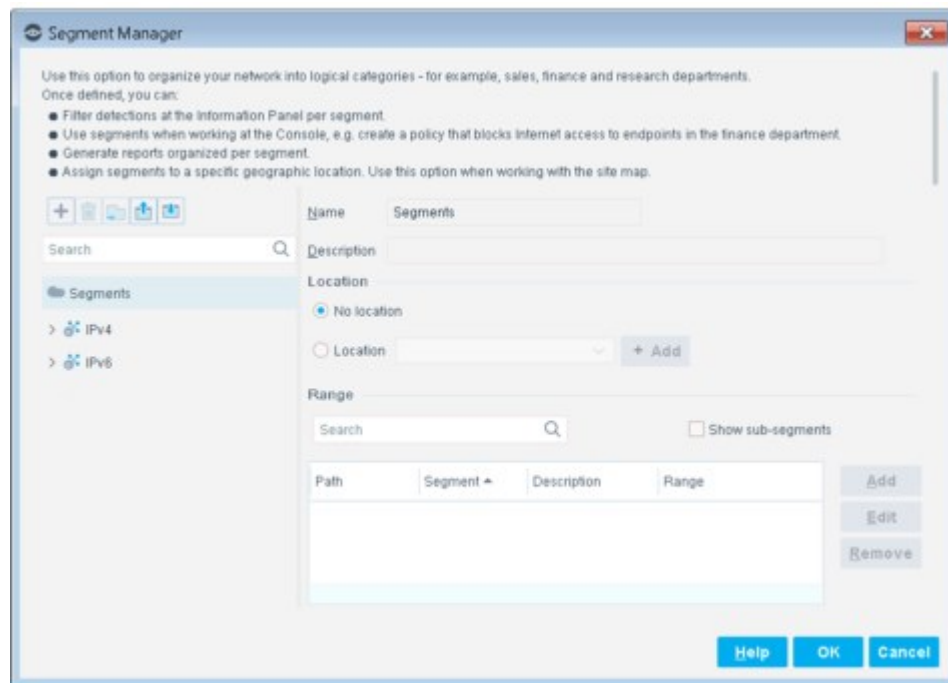 Segment Manager
Use this option to organize your network into logical categories - for example, sales, finance and research departments.
Once defined, you can:
● Filter detections at the Information Panel per segment.
● Use segments when working at the Console, e.g. create a policy that blocks Internet access to endpoints in the finance department.
● Generate reports organized per segment.
● Assign segments to a specific geographic location. Use this option when working with the site map.
Search
Segments
IPv4
IPv6
Name Segments
Description
Location
No location
Location + Add
Range
Search Show sub-segments
Path Segment Description Range
Add
Edit
Remove
Help OK Cancel